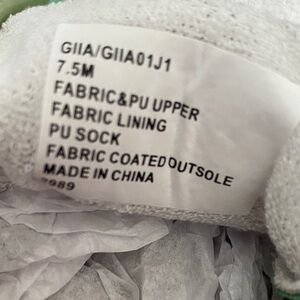 GIIA/GIIA01J1
7.5M
FABRIC&PU UPPER
FABRIC LINING
PU SOCK
FABRIC COATED OUTSOLE
MADE IN CHINA